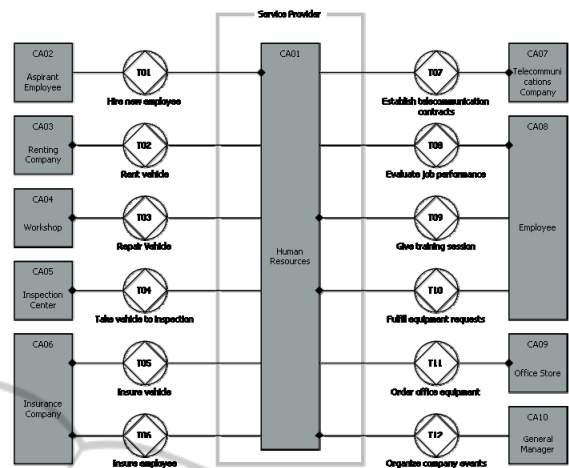 Service Provider
CA02
Aspirant
Employee
T01
Hire new employee
CA03
Renting
Company
T02
Rent vehicle
CA04
Workshop
T03
Repair Vehicle
CA05
Inspection
Center
T04
Take vehicle to inspection
CA06
Insurance
Company
T05
Insure vehicle
T06
Insure employee
CA01
Human
Resources
T07
Establish telecommunication
contracts
CA07
Telecommuni
cations
Company
T08
Evaluate job performance
CA08
Employee
T09
Give training session
T10
Fulfill equipment requests
T11
Order office equipment
CA09
Office Store
T12
Organize company events
CA10
General
Manager